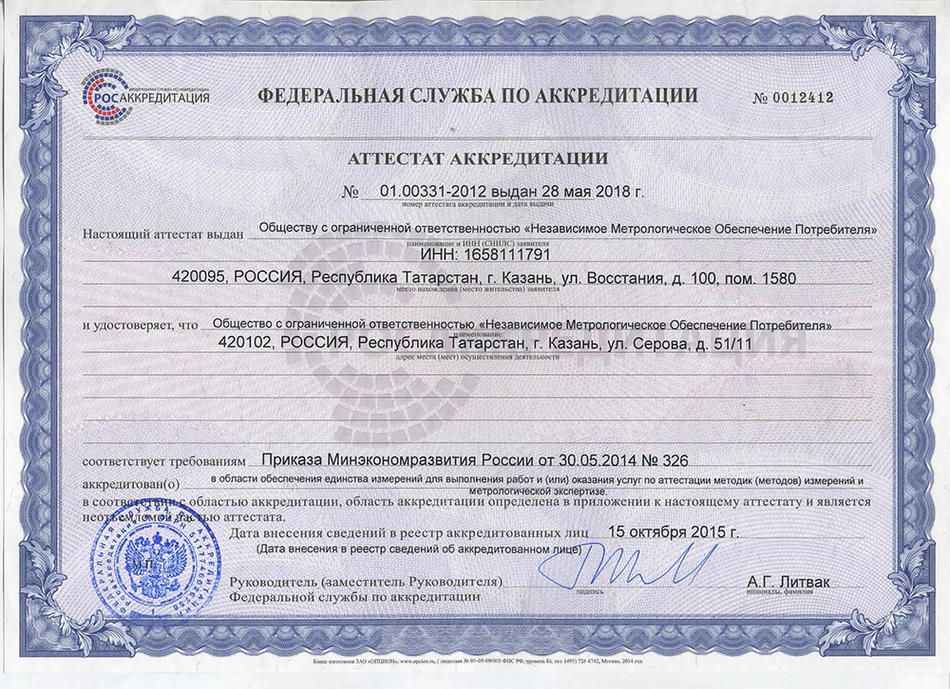 РОСАККРЕДИТАЦИЯ
ФЕДЕРАЛЬНАЯ СЛУЖБА ПО АККРЕДИТАЦИИ
№ 0012412
АТТЕСТАТ АККРЕДИТАЦИИ
№ 01.00331-2012 выдан 28 мая 2018 г.
номер аттестата аккредитации и дата выдачи
Настоящий аттестат выдан Обществу с ограниченной ответственностью «Независимое Метрологическое Обеспечение Потребителя»
наименование и ИНН (СНИЛС) заявителя
ИНН: 1658111791
420095, РОССИЯ, Республика Татарстан, г. Казань, ул. Восстания, д. 100, пом. 1580
место нахождения (место жительства) заявителя
и удостоверяет, что Общество с ограниченной ответственностью «Независимое Метрологическое Обеспечение Потребителя»
наименование
420102, РОССИЯ, Республика Татарстан, г. Казань, ул. Серова, д. 51/11
адрес места (мест) осуществления деятельности
соответствует требованиям Приказа Минэкономразвития России от 30.05.2014 № 326
аккредитован(о) в области обеспечения единства измерений для выполнения работ и (или) оказания услуг по аттестации методик (методов) измерений и
метрологической экспертизе.
в соответствии с областью аккредитации, область аккредитации определена в приложении к настоящему аттестату и является
неотъемлемой частью аттестата.
Дата внесения сведений в реестр аккредитованных лиц 15 октября 2015 г.
(Дата внесения в реестр сведений об аккредитованном лице)
М.П.
Руководитель (заместитель Руководителя)
Федеральной службы по аккредитации
подпись
А.Г. Литвак
инициалы, фамилия
Бланк изготовлен ЗАО «ОПЦИОН», www.opcion.ru, ( лицензия № 05-05-09/003 ФНС РФ, уровень Б), тел. (495) 726 4742, Москва, 2014 год